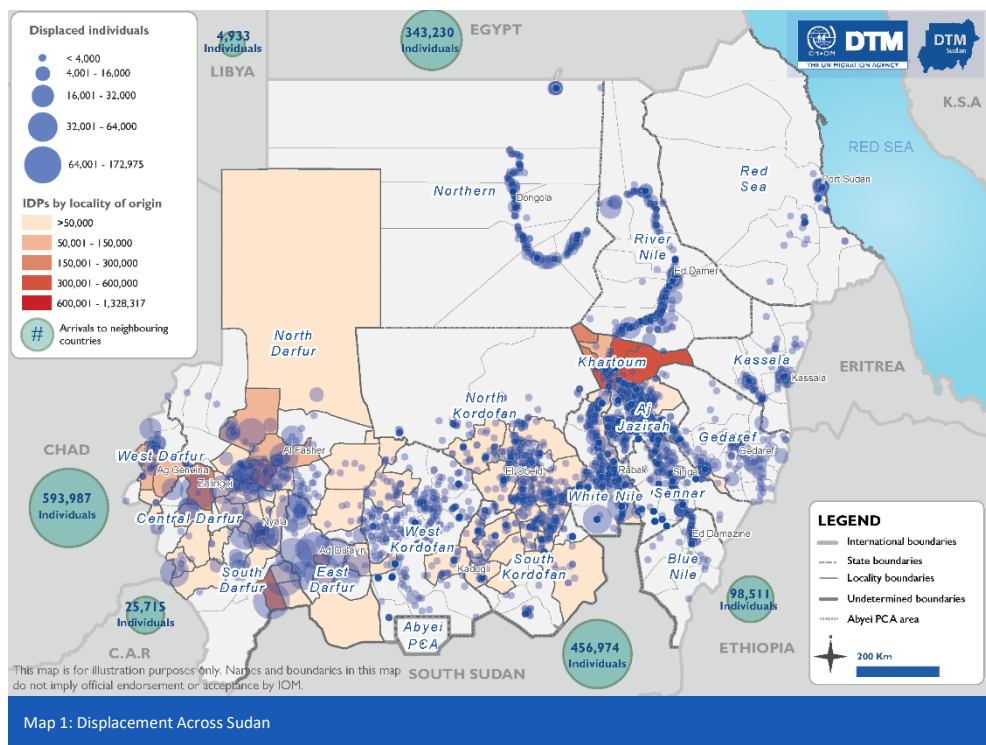 Displaced individuals
< 4,000
4,001 - 16,000
16,001 - 32,000
32,001 - 64,000
64,001 - 172,975
IDPs by locality of origin
>50,000
50,001 - 150,000
150,001 - 300,000
300,001 - 600,000
600,001 - 1,328,317
#
Arrivals to neighbouring
countries
4,933
Individuals
LIBYA
343,230
Individuals
EGYPT
IOM • OIM
DTM
THE UN MIGRATION AGENCY
DTM
Sudan
K.S.A
RED SEA
Red
Sea
Port Sudan
Northern
Dongola
River
Nile
Ed Damer
North
Darfur
Khartoum
Kassala
Kassala
ERITREA
North
Kordofan
Aj
Jazirah
Gedaref
Gedaref
CHAD
593,987
Individuals
West Darfur
Ag Geneina
Al Fasher
Zalingei
El Obeid
Rabak
Singa
White Nile
Sennar
Central Darfur
Nyala
West
Kordofan
Ed Damazine
Blue
Nile
Ad Du'ayn
East
Darfur
South
Darfur
Kadugli
South
Kordofan
Abyei
PCA
25,715
Individuals
C.A.R
SOUTH SUDAN
456,974
Individuals
98,511
Individuals
ETHIOPIA
LEGEND
International boundaries
State boundaries
Locality boundaries
Undetermined boundaries
Abyei PCA area
200 Km
This map is for illustration purposes only. Names and boundaries in this map
do not imply official endorsement or acceptance by IOM.
Map 1: Displacement Across Sudan